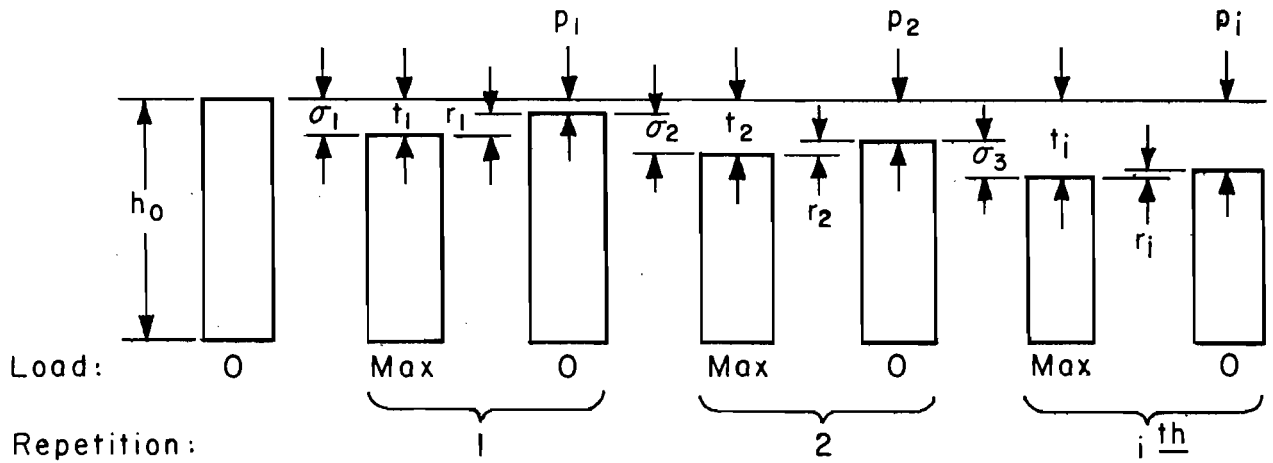 p₁ p₂ pᵢ
σ₁ t₁ r₁ σ₂ t₂ σ₃ tᵢ
h₀ r₂ rᵢ
Load: 0 Max 0 Max 0 Max 0
Repetition: 1 2 i th